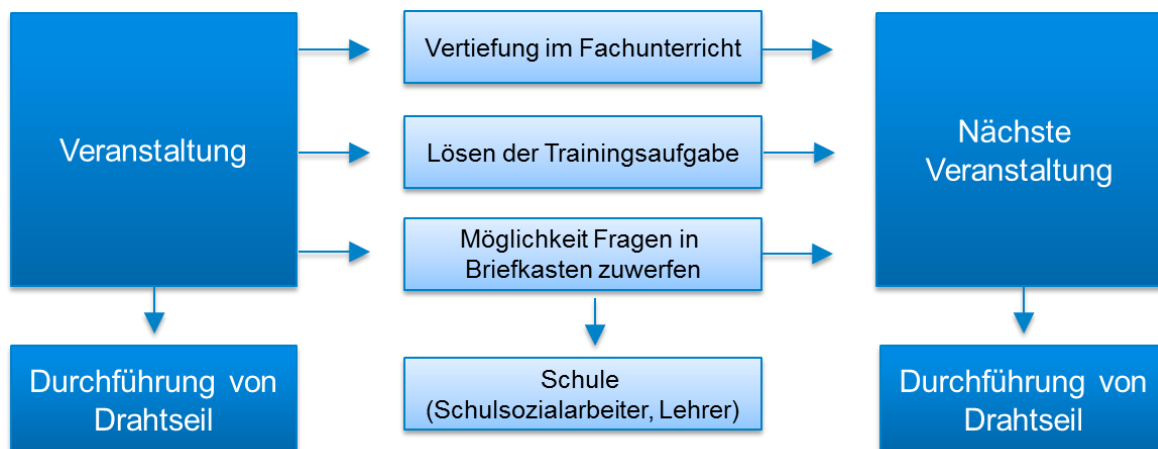 Veranstaltung
Vertiefung im Fachunterricht
Lösen der Trainingsaufgabe
Möglichkeit Fragen in
Briefkasten zuwerfen
Nächste
Veranstaltung
Durchführung von
Drahtseil
Schule
(Schulsozialarbeiter, Lehrer)
Durchführung von
Drahtseil